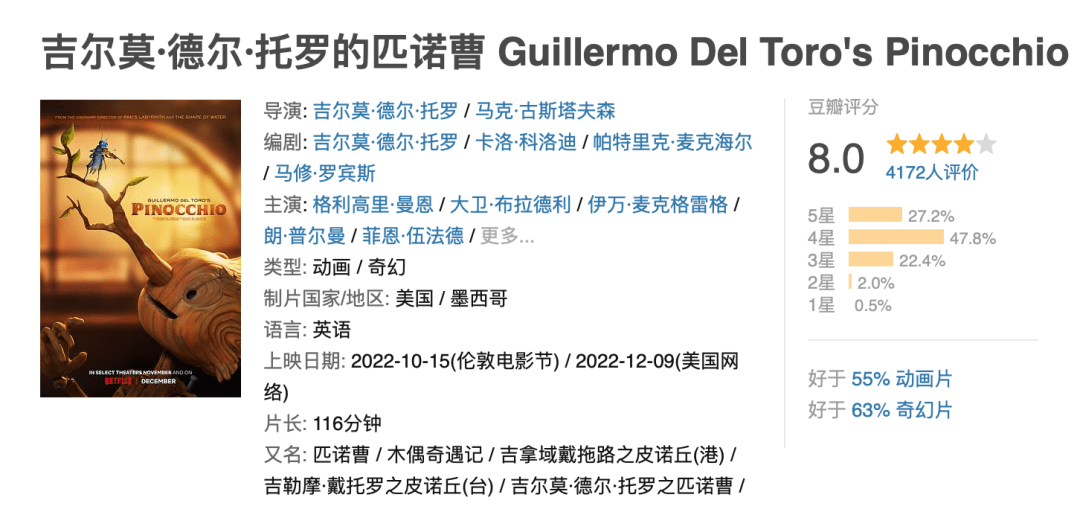 吉尔莫·德尔·托罗的匹诺曹 Guillermo Del Toro's Pinocchio
FROM THE VISIONARY DIRECTOR OF PAN'S LABYRINTH AND THE SHAPE OF WATER
GUILLERMO DEL TORO'S
PINOCCHIO
IN SELECT THEATERS NOVEMBER AND ON
NETFLIX | DECEMBER
导演: 吉尔莫·德尔·托罗 / 马克·古斯塔夫森
编剧: 吉尔莫·德尔·托罗 / 卡洛·科洛迪 / 帕特里克·麦克海尔
/ 马修·罗宾斯
主演: 格利高里·曼恩 / 大卫·布拉德利 / 伊万·麦克格雷格 /
朗·普尔曼 / 菲恩·伍法德 / 更多...
类型: 动画 / 奇幻
制片国家/地区: 美国 / 墨西哥
语言: 英语
上映日期: 2022-10-15(伦敦电影节) / 2022-12-09(美国网
络)
片长: 116分钟
又名: 匹诺曹 / 木偶奇遇记 / 吉拿域戴拖路之皮诺丘(港) /
吉勒摩·戴托罗之皮诺丘(台) / 吉尔莫·德尔·托罗之匹诺曹 /
豆瓣评分
8.0
4172人评价
5星 27.2%
4星 47.8%
3星 22.4%
2星 2.0%
1星 0.5%
好于 55% 动画片
好于 63% 奇幻片